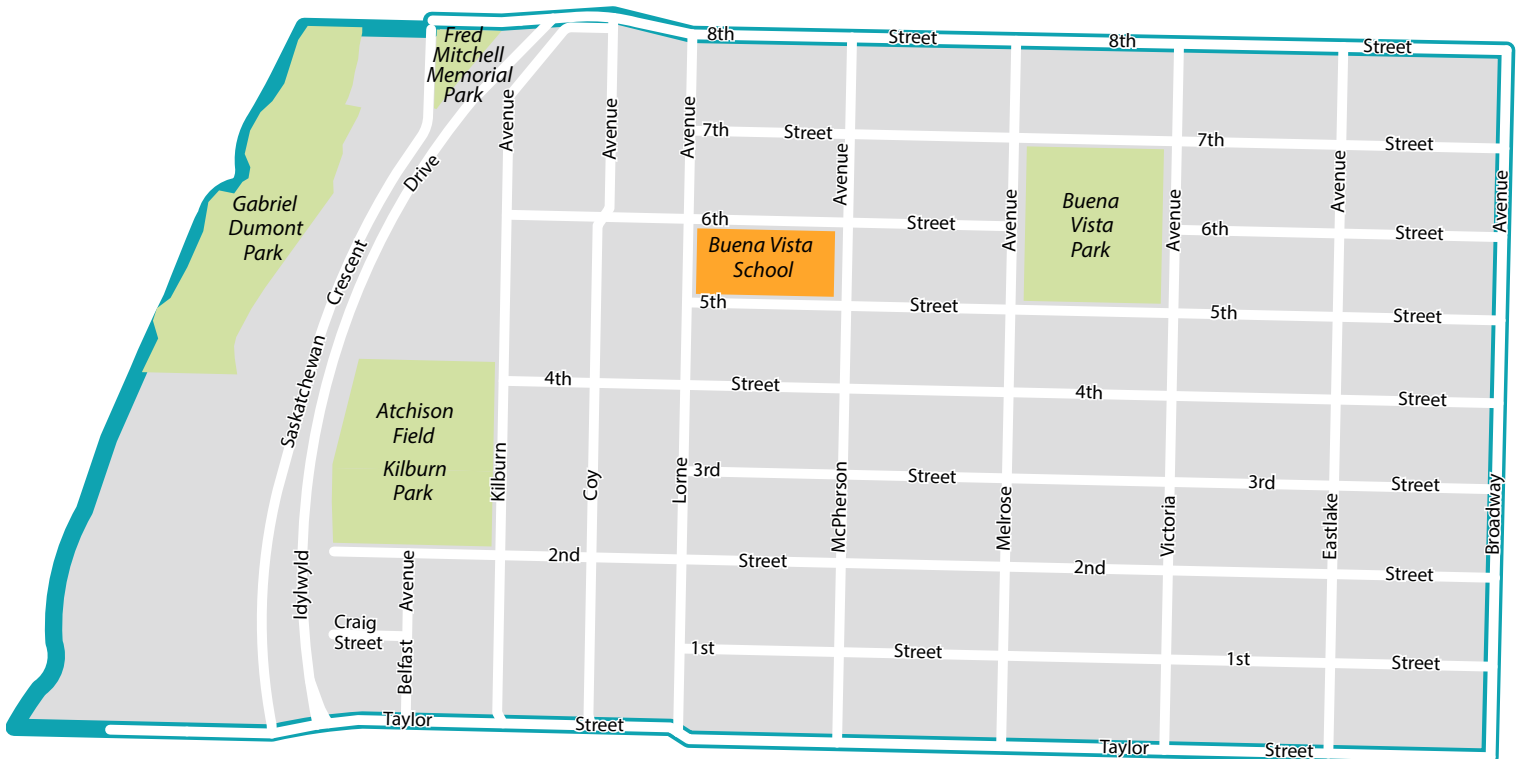 8th Street 8th Street
Fred
Mitchell
Memorial
Park
Avenue
Avenue
Avenue
7th Street 7th Street
Avenue
Avenue
Avenue
Drive
Avenue
Avenue
Gabriel
Dumont
Park
Buena
Vista
Park
6th Street 6th Street
Buena Vista
School
Crescent
5th Street 5th Street
Saskatchewan
4th Street 4th Street
Atchison
Field
Kilburn
Park
Kilburn
Coy
Lorne
3rd Street 3rd Street
McPherson
Melrose
Victoria
Eastlake
Broadway
2nd Street 2nd Street
Idylwyld
Avenue
Craig
Street
Belfast
1st Street 1st Street
Taylor Street Taylor Street